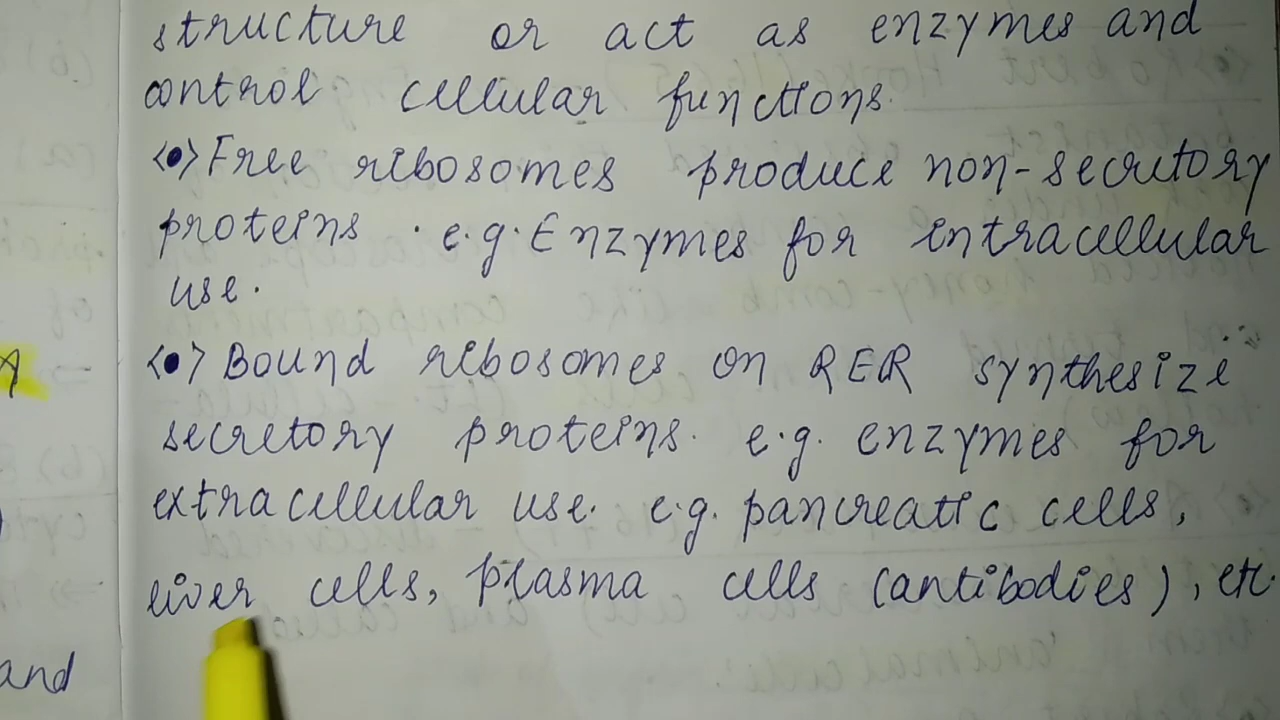 structure or act as enzymes and
control cellular functions.
<•> Free ribosomes produce non-secretory
proteins. e.g. Enzymes for intracellular
use.
<•> Bound ribosomes on RER synthesize
secretory proteins. e.g. enzymes for
extracellular use. e.g. pancreatic cells,
liver cells, plasma cells (antibodies), etc.
and